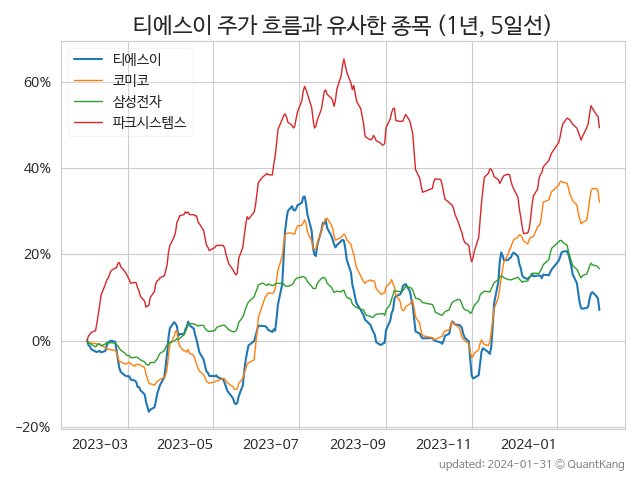 티에스이 주가 흐름과 유사한 종목 (1년, 5일선)
티에스이
코미코
삼성전자
파크시스템스
60%
40%
20%
0%
−20%
2023-03
2023-05
2023-07
2023-09
2023-11
2024-01
updated: 2024-01-31 © QuantKang